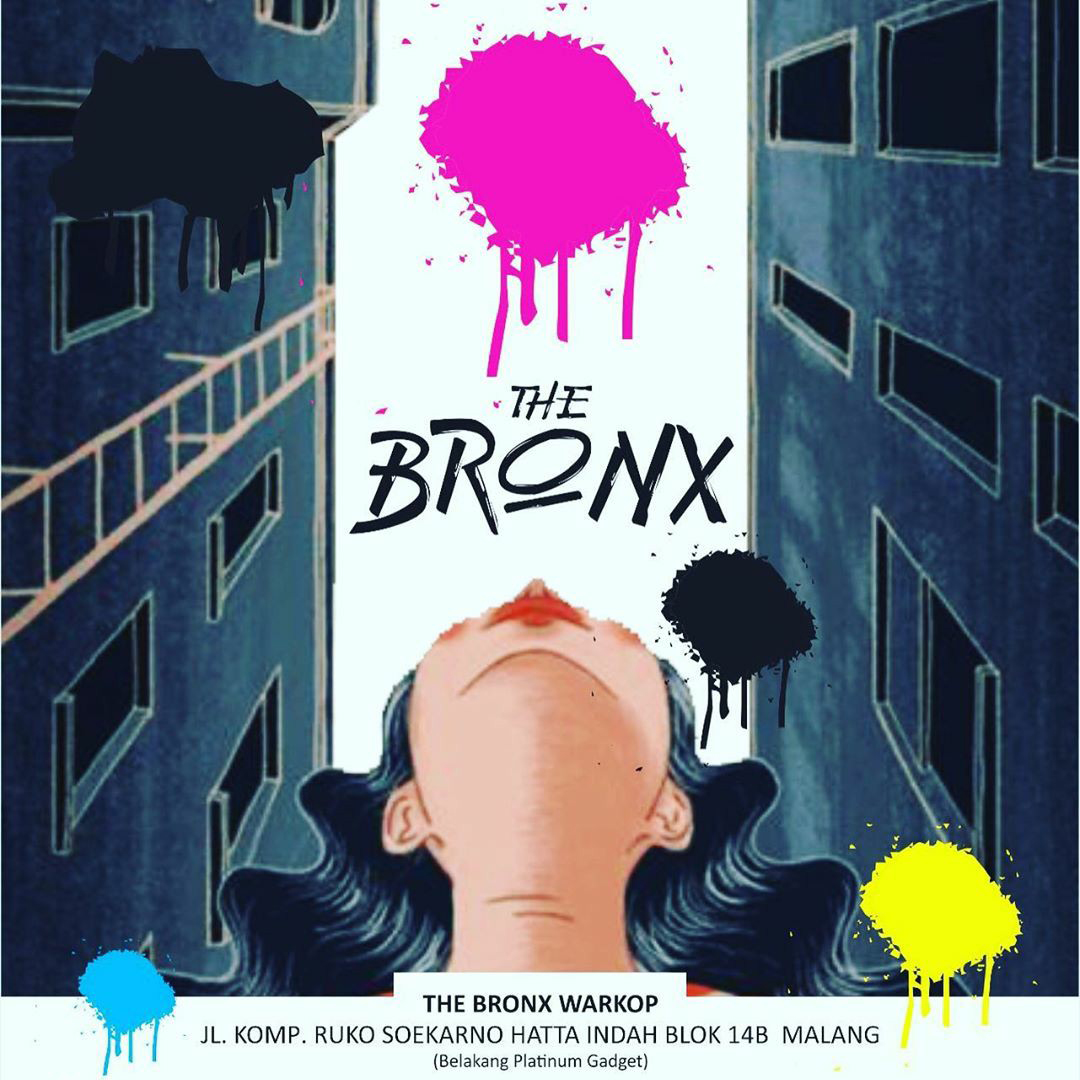 THE
BRONX
THE BRONX WARKOP
JL. KOMP. RUKO SOEKARNO HATTA INDAH BLOK 14B MALANG
(Belakang Platinum Gadget)